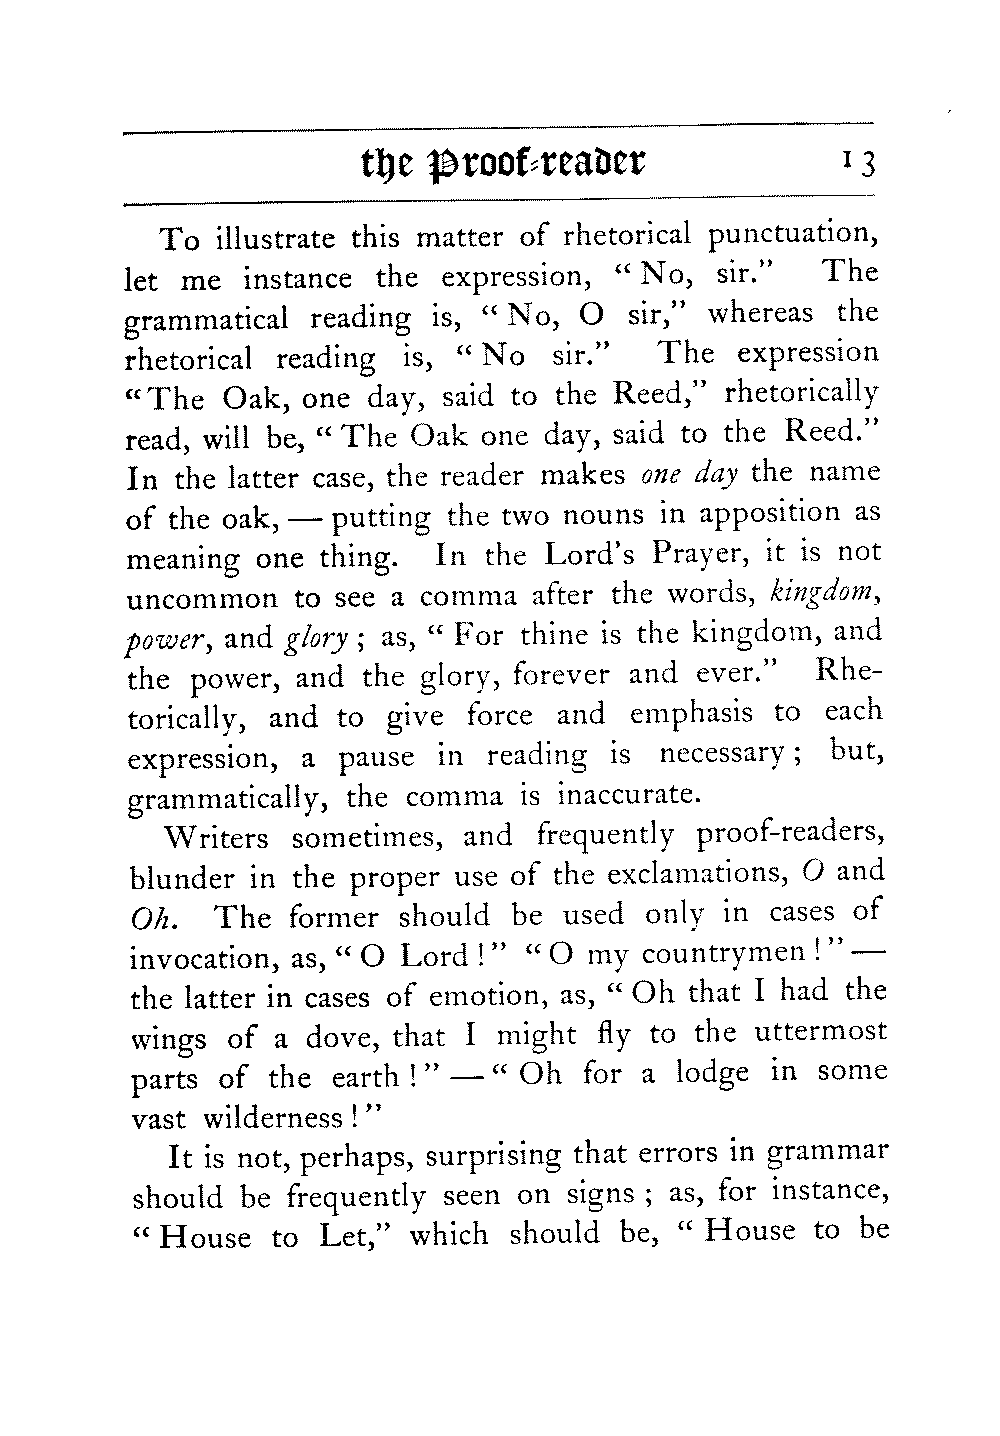 the Proof-reader 13
To illustrate this matter of rhetorical punctuation,
let me instance the expression, “ No, sir.” The
grammatical reading is, “ No, O sir,” whereas the
rhetorical reading is, “ No sir.” The expression
“ The Oak, one day, said to the Reed,” rhetorically
read, will be, “ The Oak one day, said to the Reed.”
In the latter case, the reader makes one day the name
of the oak, — putting the two nouns in apposition as
meaning one thing. In the Lord’s Prayer, it is not
uncommon to see a comma after the words, kingdom,
power, and glory ; as, “ For thine is the kingdom, and
the power, and the glory, forever and ever.” Rhe-
torically, and to give force and emphasis to each
expression, a pause in reading is necessary ; but,
grammatically, the comma is inaccurate.
Writers sometimes, and frequently proof-readers,
blunder in the proper use of the exclamations, O and
Oh. The former should be used only in cases of
invocation, as, “ O Lord ! ” “ O my countrymen ! ” —
the latter in cases of emotion, as, “ Oh that I had the
wings of a dove, that I might fly to the uttermost
parts of the earth ! ” — “ Oh for a lodge in some
vast wilderness ! ”
It is not, perhaps, surprising that errors in grammar
should be frequently seen on signs ; as, for instance,
“ House to Let,” which should be, “ House to be